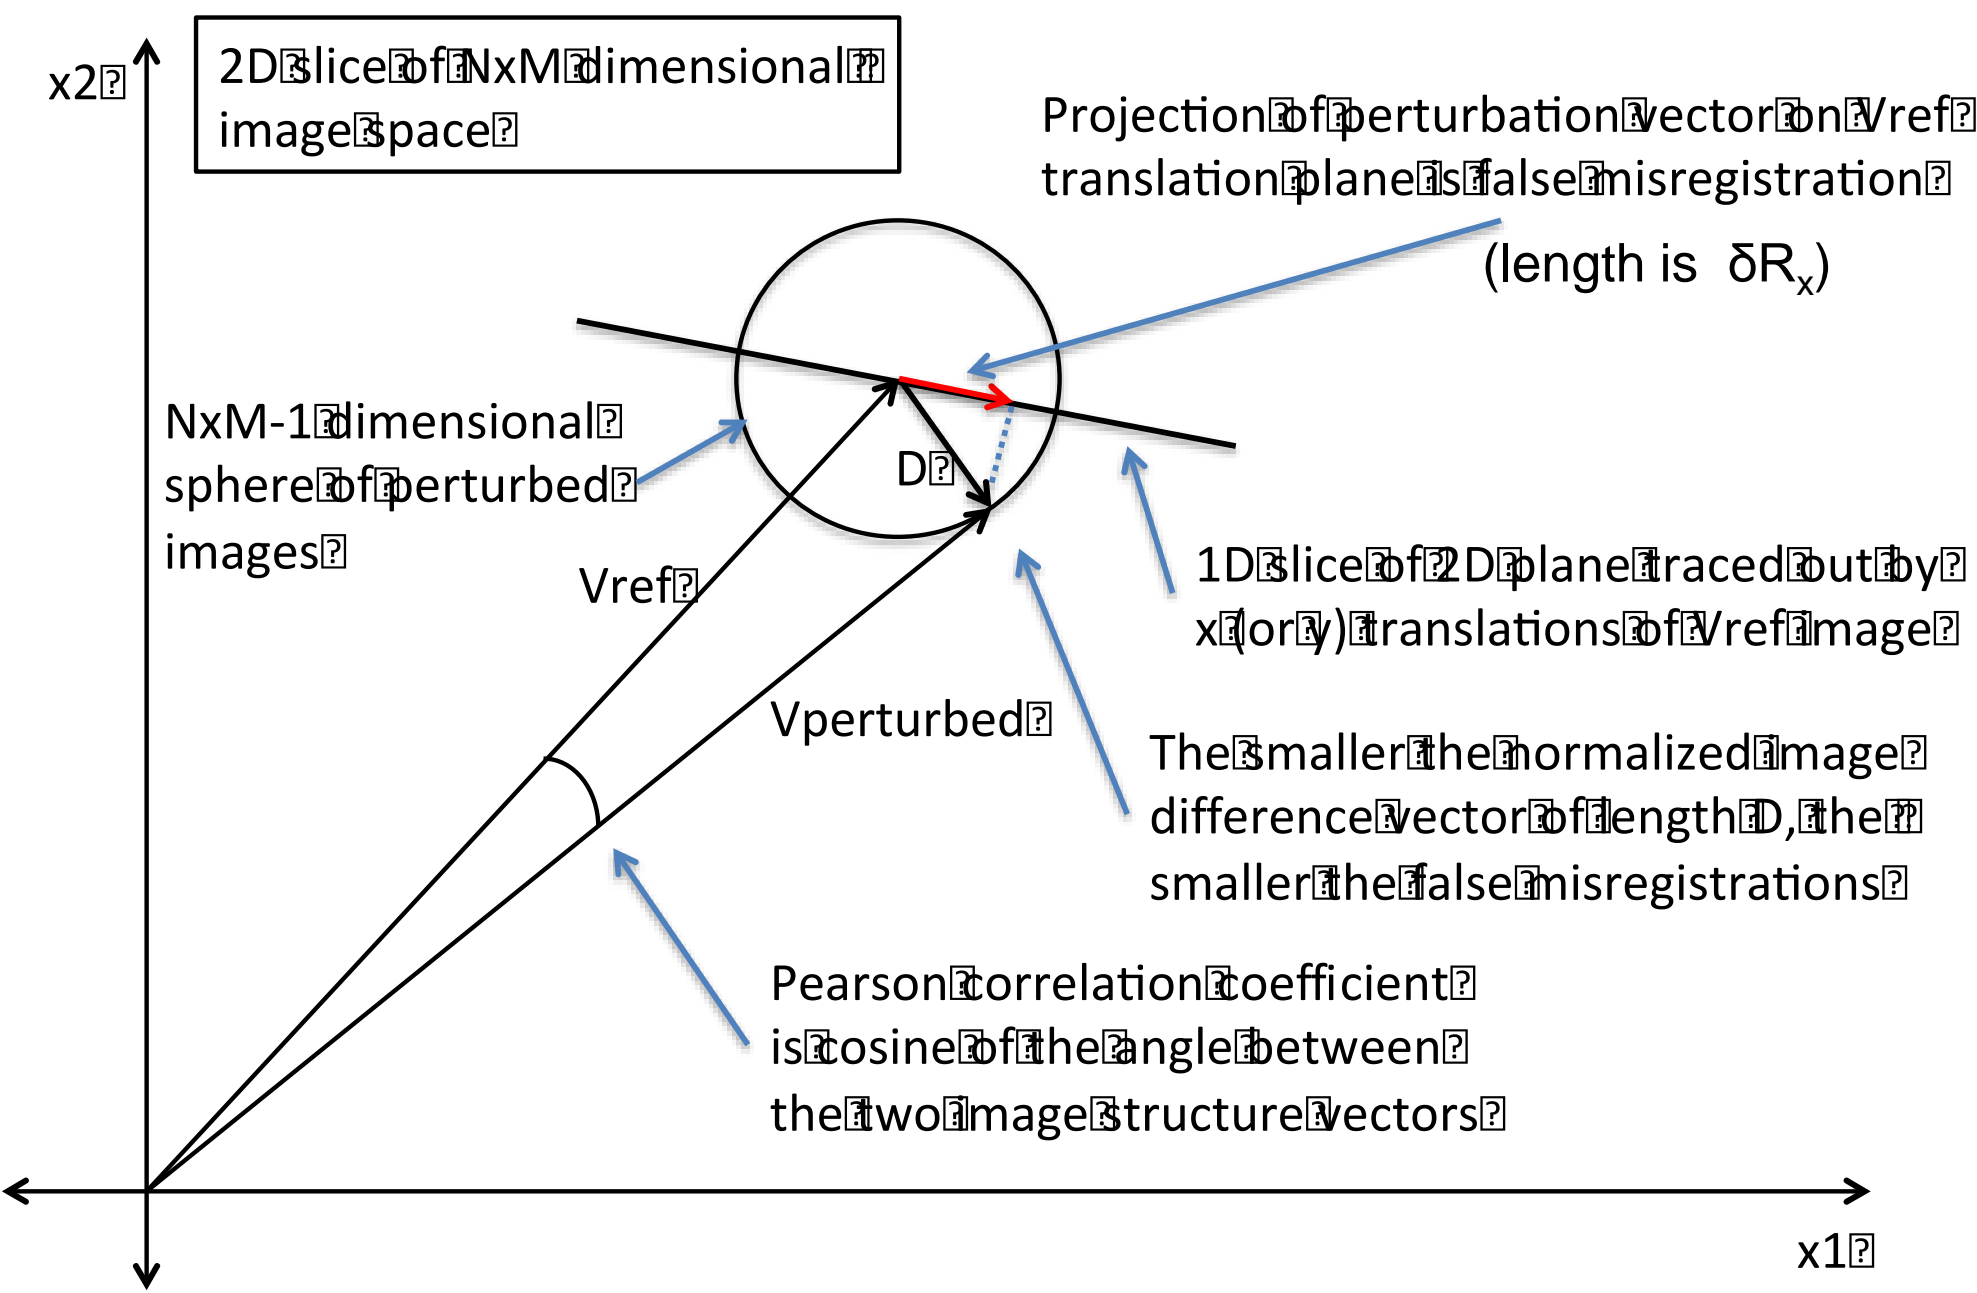 x2
2D slice of NxM dimensional
image space
Projection of perturbation vector on Vref
translation plane is false misregistration
(length is δRx)
NxM-1 dimensional
sphere of perturbed
images
D
Vref
1D slice of 2D plane traced out by
x (or y) translations of Vref image
Vperturbed
The smaller the normalized image
difference vector of length D, the
smaller the false misregistrations
Pearson correlation coefficient
is cosine of the angle between
the two image structure vectors
x1